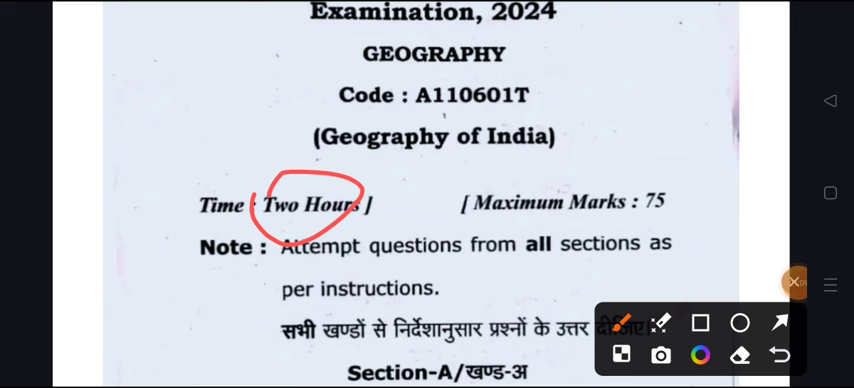 Examination, 2024
GEOGRAPHY
Code : A110601T
(Geography of India)
Time : Two Hours ] [ Maximum Marks : 75
Note : Attempt questions from all sections as
per instructions.
सभी खण्डों से निर्देशानुसार प्रश्नों के उत्तर दीजिए।
Section-A/खण्ड-अ